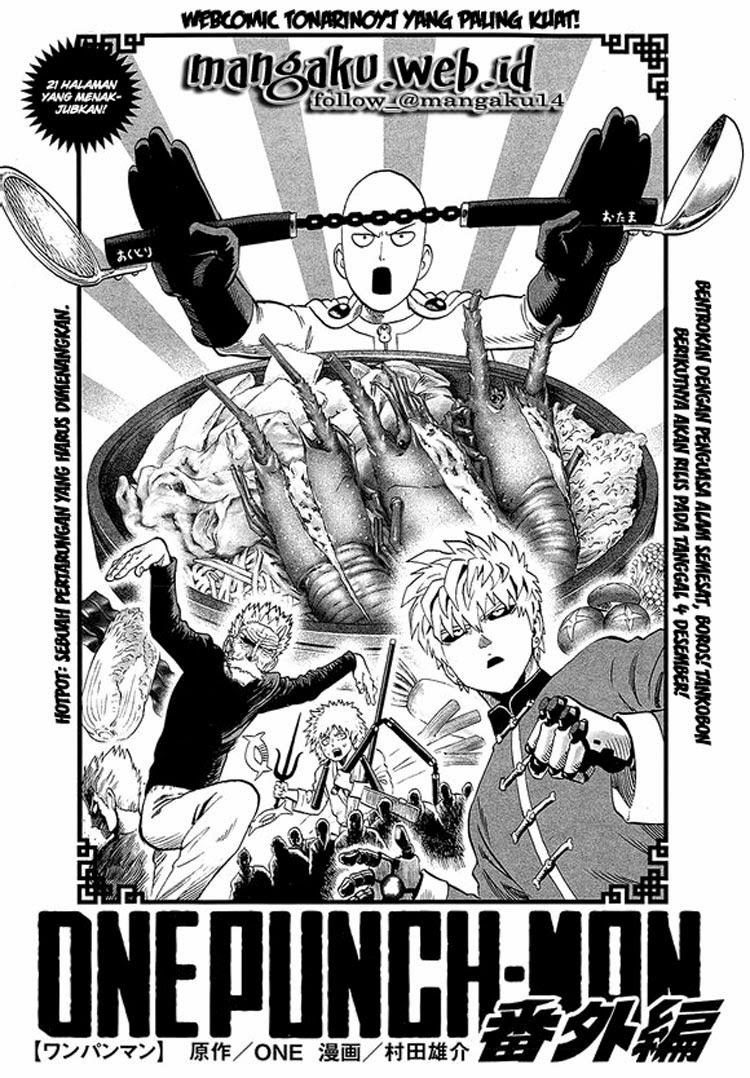 WEBCOMIC TONARINOYJ YANG PALING KUAT!
21 HALAMAN
YANG MENAK-
JUBKAN!
mangaku.web.id
follow_@mangaku14
おくとり
おたま
BENTROKAN DENGAN PENGUASA ALAM SEMESAT, BOROS! TANKOBON
BERIKUTNYA AKAN RILIS PADA TANGGAL 4 DESEMBER!
HOTPOT: SEBUAH PERTARUNGAN YANG HARUS DIMENANGKAN.
ONE PUNCH-MAN
番外編
【ワンパンマン】 原作／ONE 漫画／村田雄介